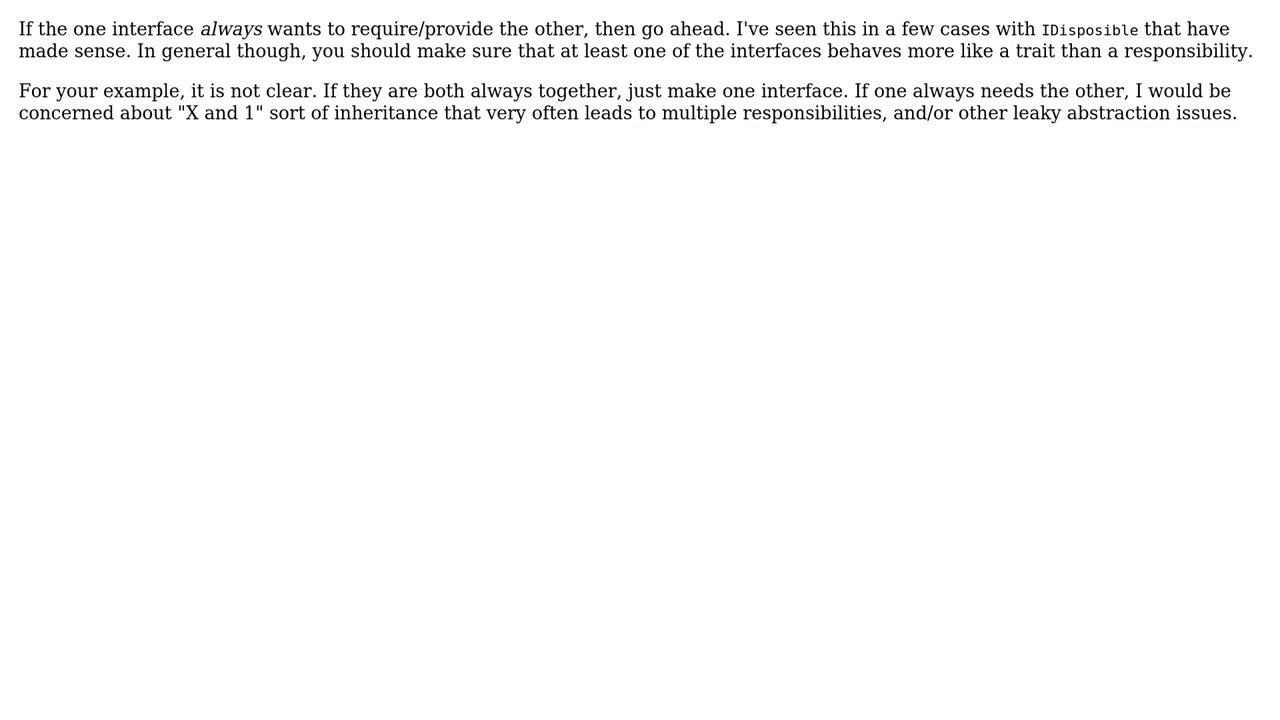 If the one interface always wants to require/provide the other, then go ahead. I've seen this in a few cases with IDisposible that have
made sense. In general though, you should make sure that at least one of the interfaces behaves more like a trait than a responsibility.
For your example, it is not clear. If they are both always together, just make one interface. If one always needs the other, I would be
concerned about "X and 1" sort of inheritance that very often leads to multiple responsibilities, and/or other leaky abstraction issues.